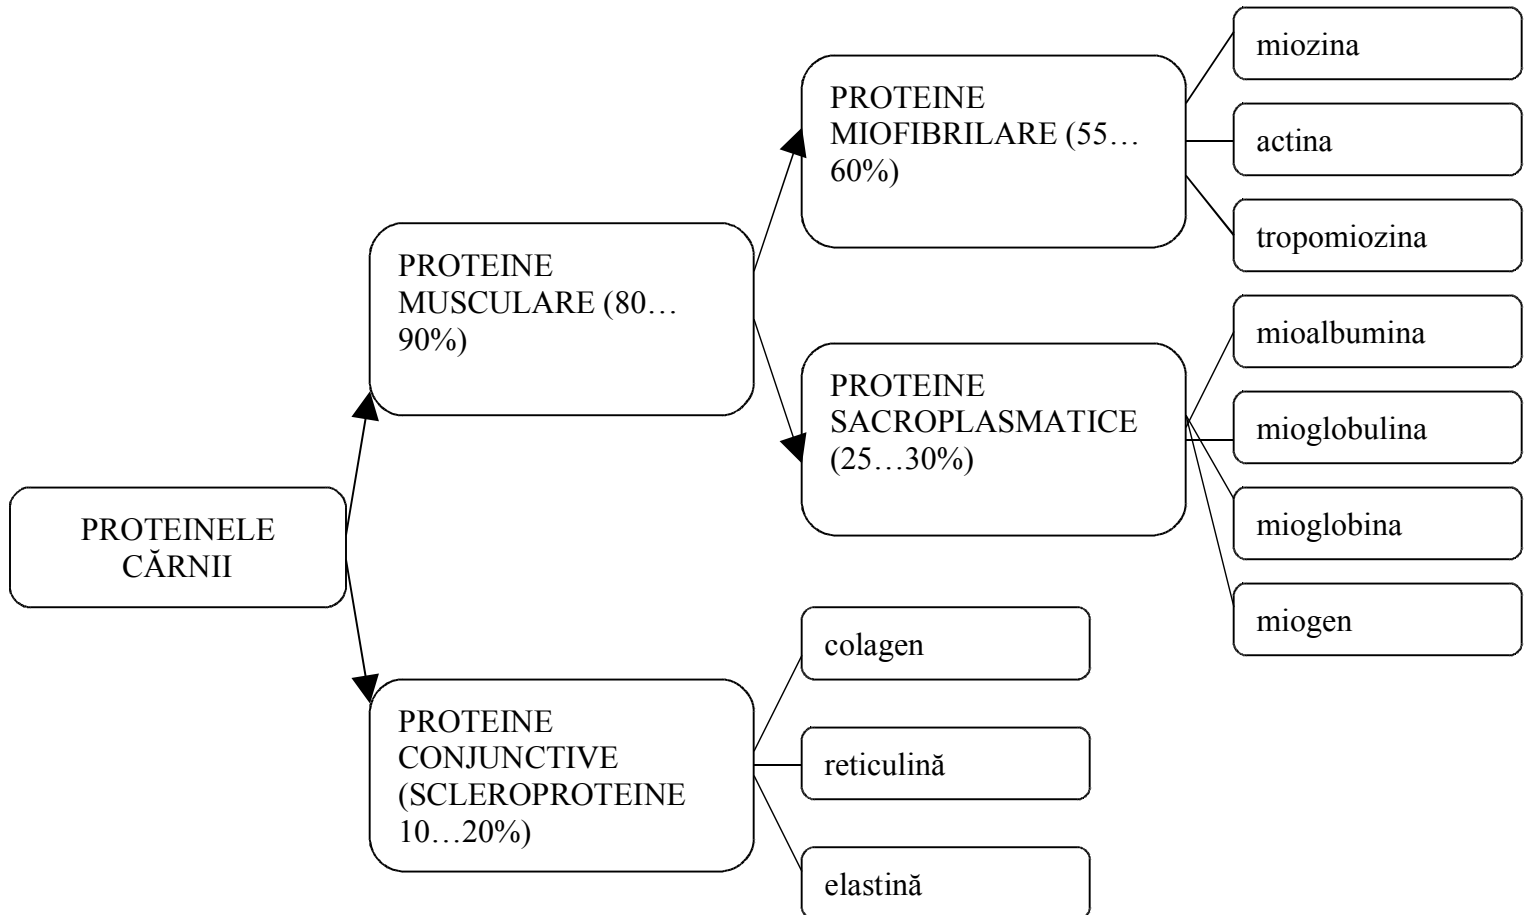 PROTEINELE
CĂRNII
PROTEINE
MUSCULARE (80…
90%)
PROTEINE
MIOFIBRILARE (55…
60%)
miozina
actina
tropomiozina
PROTEINE
SACROPLASMATICE
(25…30%)
mioalbumina
mioglobulina
mioglobina
miogen
PROTEINE
CONJUNCTIVE
(SCLEROPROTEINE
10…20%)
colagen
reticulină
elastină